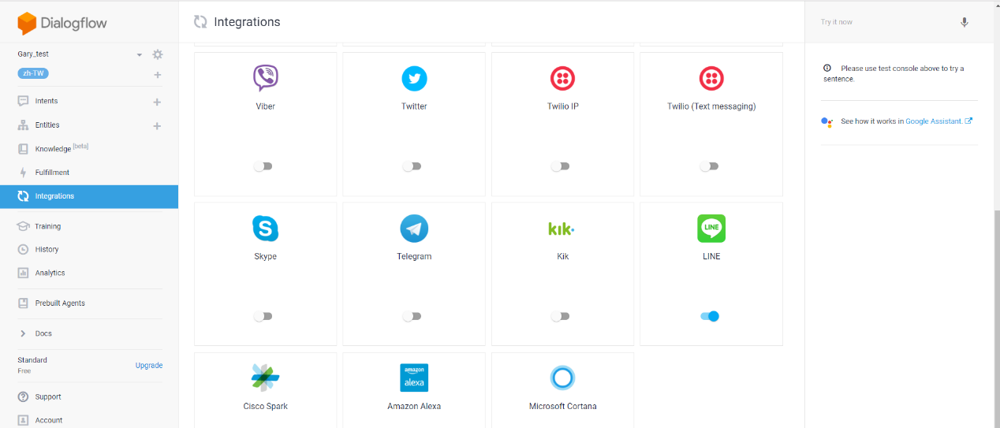 Dialogflow
Gary_test
zh-TW
Intents
Entities
Knowledge [beta]
Fulfillment
Integrations
Training
History
Analytics
Prebuilt Agents
Docs
Standard
Free
Upgrade
Support
Account
Integrations
Viber
Twitter
Twilio IP
Twilio (Text messaging)
S
kik
LINE
Skype
Telegram
Kik
LINE
amazon
alexa
Cisco Spark
Amazon Alexa
Microsoft Cortana
Try it now
Please use test console above to try a
sentence.
See how it works in Google Assistant.